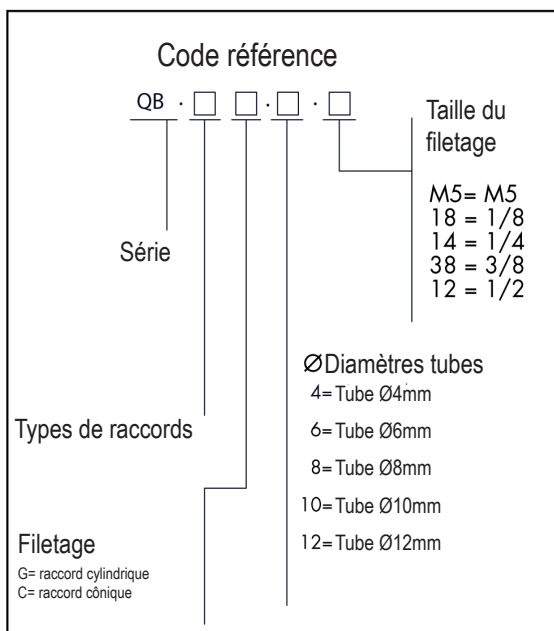 Code référence
QB · □ □ · □ · □
Taille du
filetage
M5= M5
18 = 1/8
14 = 1/4
38 = 3/8
12 = 1/2
Série
Ø Diamètres tubes
4= Tube Ø4mm
6= Tube Ø6mm
8= Tube Ø8mm
10= Tube Ø10mm
12= Tube Ø12mm
Types de raccords
Filetage
G= raccord cylindrique
C= raccord cônique